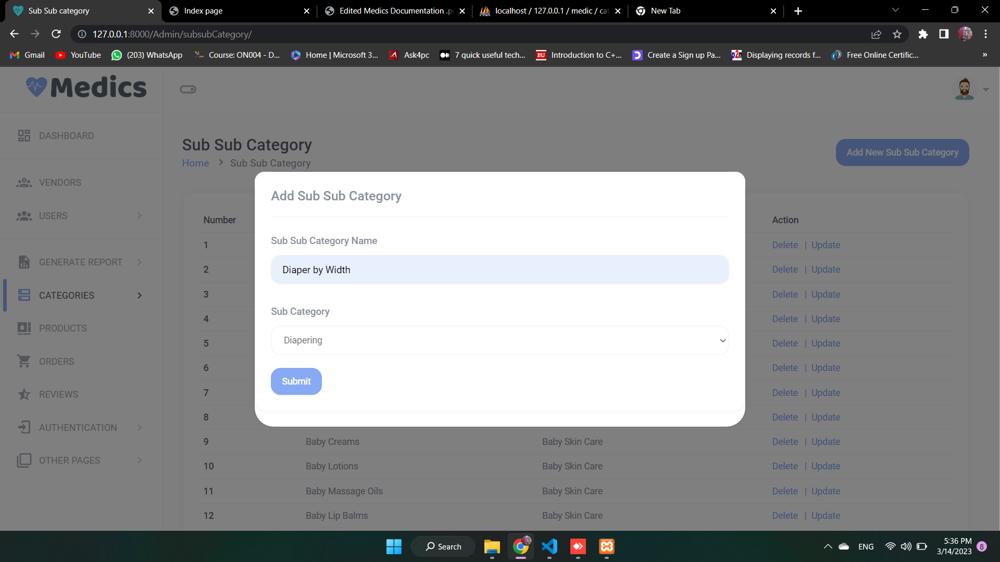 Sub Sub category
Index page
Edited Medics Documentation .p
localhost / 127.0.0.1 / medic / cat
New Tab
127.0.0.1:8000/Admin/subsubCategory/
Gmail
YouTube
(203) WhatsApp
Course: ON004 - D...
Home | Microsoft 3...
Ask4pc
7 quick useful tech...
BU
Introduction to C+...
Create a Sign up Pa...
p2n
Displaying records f...
Free Online Certific...
»
Medics
DASHBOARD
VENDORS
USERS
GENERATE REPORT
CATEGORIES
PRODUCTS
ORDERS
REVIEWS
AUTHENTICATION
OTHER PAGES
Sub Sub Category
Home > Sub Sub Category
Add New Sub Sub Category
Add Sub Sub Category
Sub Sub Category Name
Diaper by Width
Sub Category
Diapering
Submit
Number Action
1 Delete | Update
2 Delete | Update
3 Delete | Update
4 Delete | Update
5 Delete | Update
6 Delete | Update
7 Delete | Update
8 Delete | Update
9 Baby Creams Baby Skin Care Delete | Update
10 Baby Lotions Baby Skin Care Delete | Update
11 Baby Massage Oils Baby Skin Care Delete | Update
12 Baby Lip Balms Baby Skin Care Delete | Update
Search
ENG
5:36 PM
3/14/2023
8